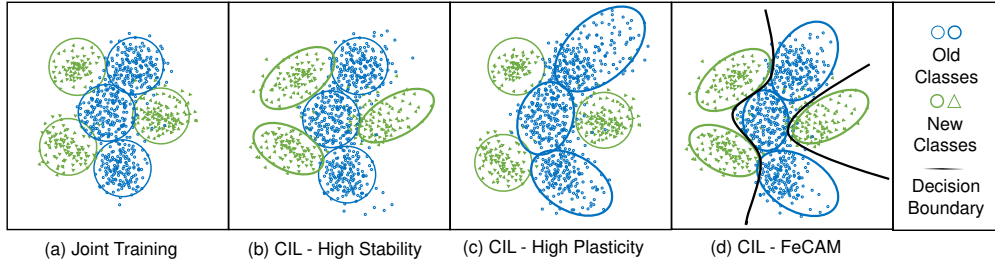 Old
Classes
New
Classes
Decision
Boundary
(a) Joint Training
(b) CIL - High Stability
(c) CIL - High Plasticity
(d) CIL - FeCAM